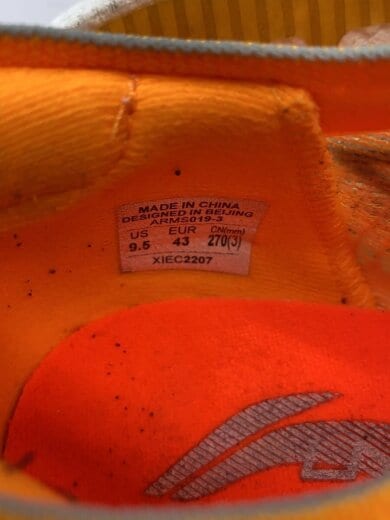 MADE IN CHINA
DESIGNED IN BEIJING
ARMS019-3
US EUR CN(mm)
9.5 43 270(3)
XIEC2207